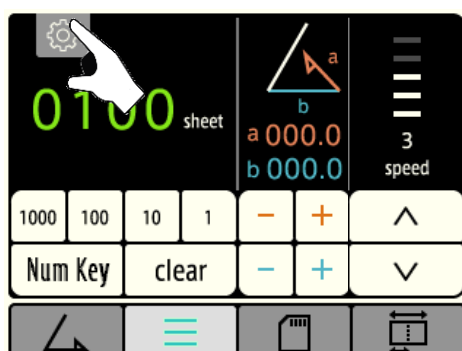 0100 sheet
a
b
a 000.0
b 000.0
3
speed
1000 100 10 1 - + ^
Num Key clear - + v